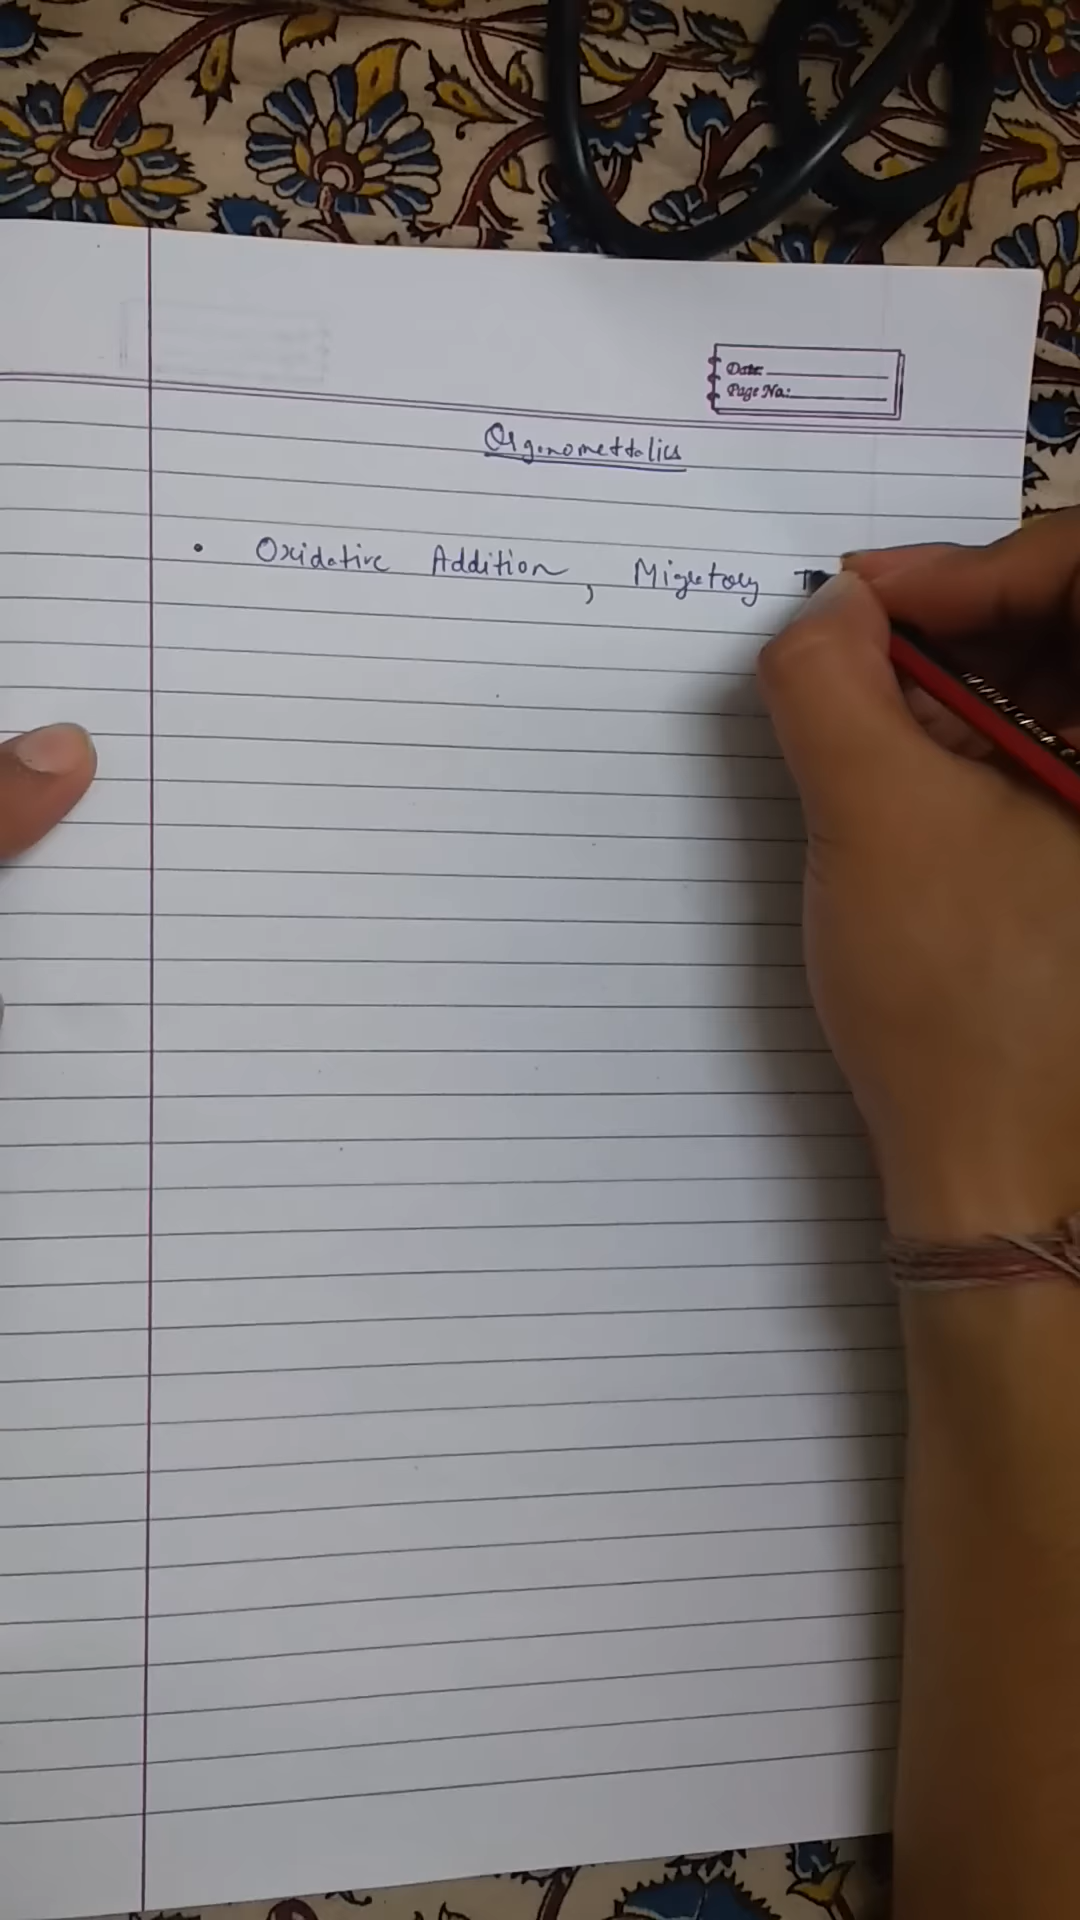 Date:
Page No:
Orgonomettalics
• Oxidative Addition, Migratory